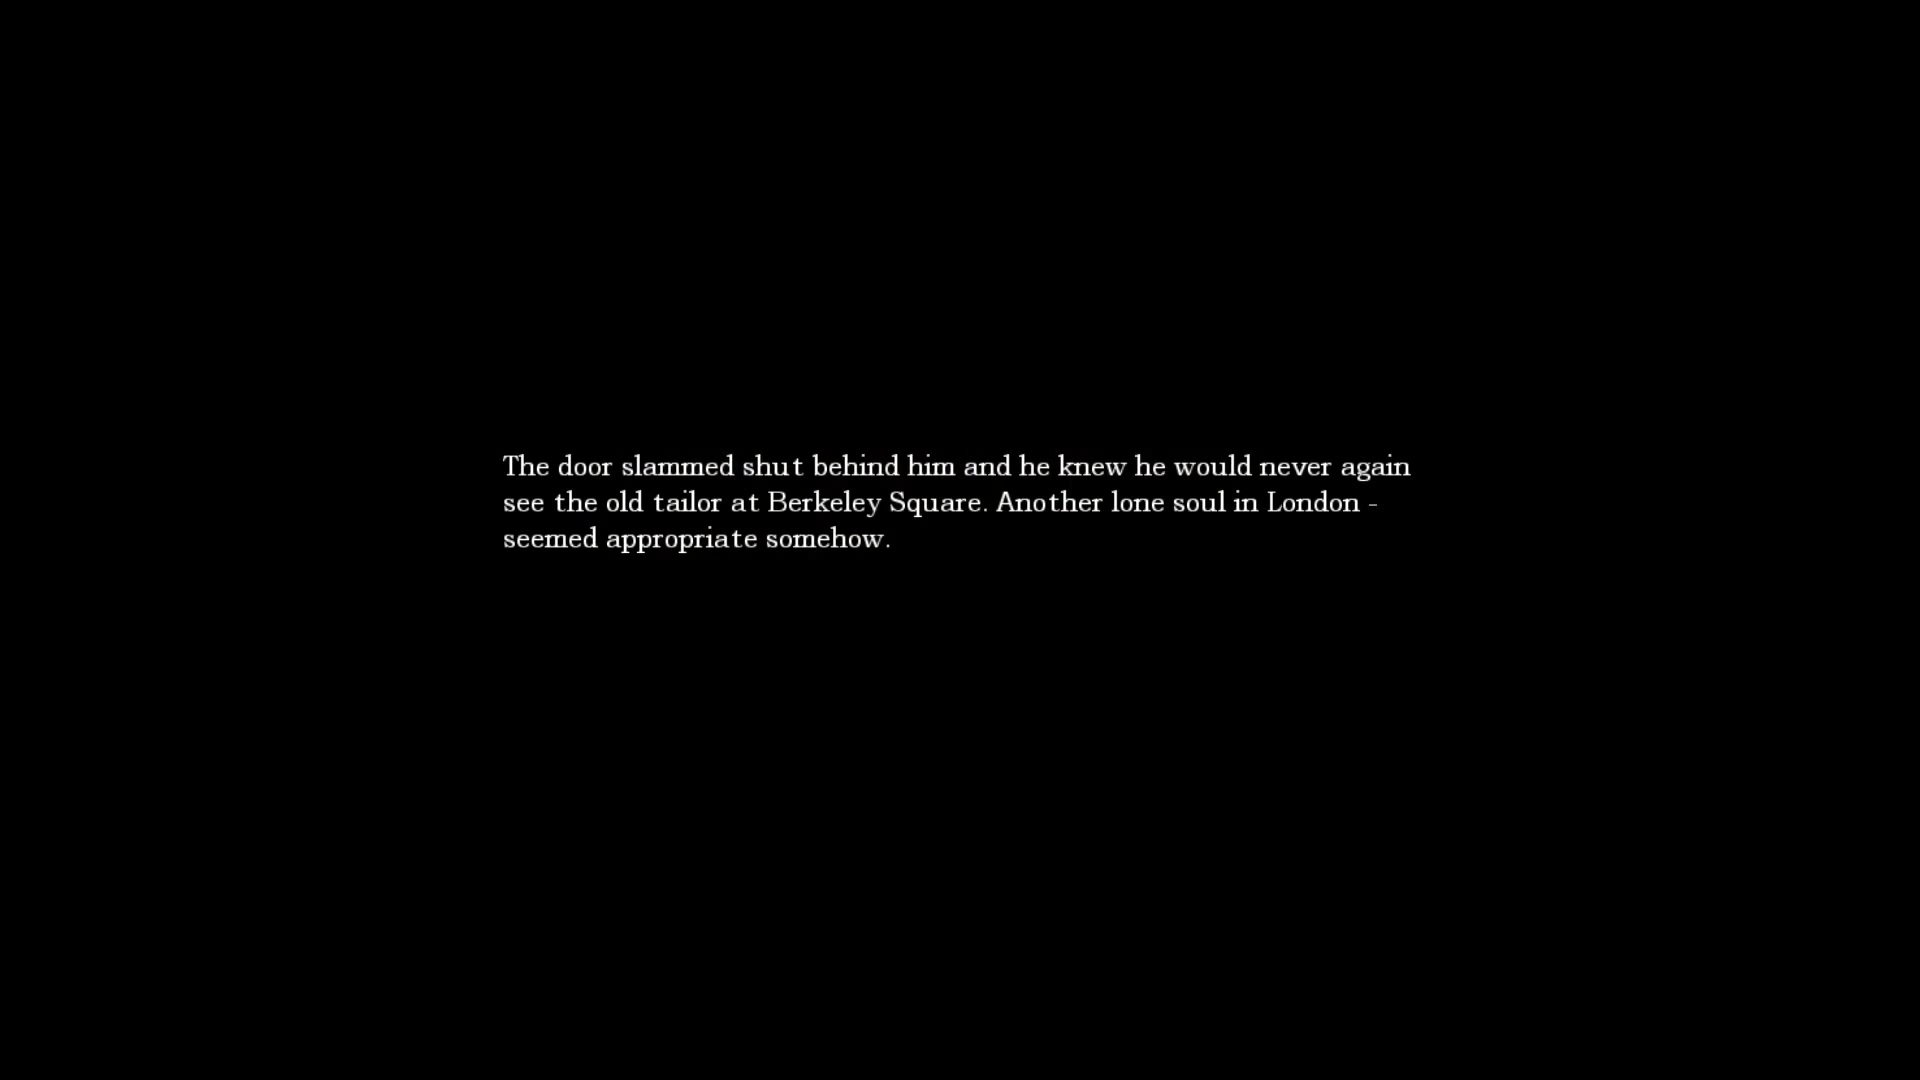 The door slammed shut behind him and he knew he would never again
see the old tailor at Berkeley Square. Another lone soul in London -
seemed appropriate somehow.